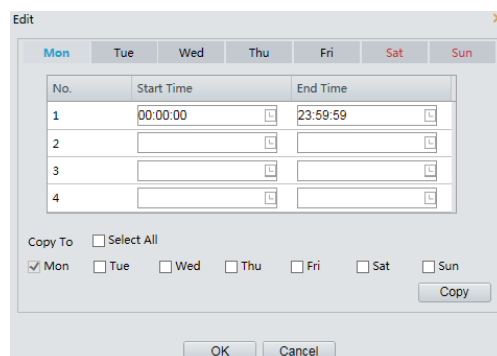 Edit
Mon Tue Wed Thu Fri Sat Sun
No. Start Time End Time
1 00:00:00 23:59:59
2
3
4
Copy To Select All
Mon Tue Wed Thu Fri Sat Sun
Copy
OK Cancel